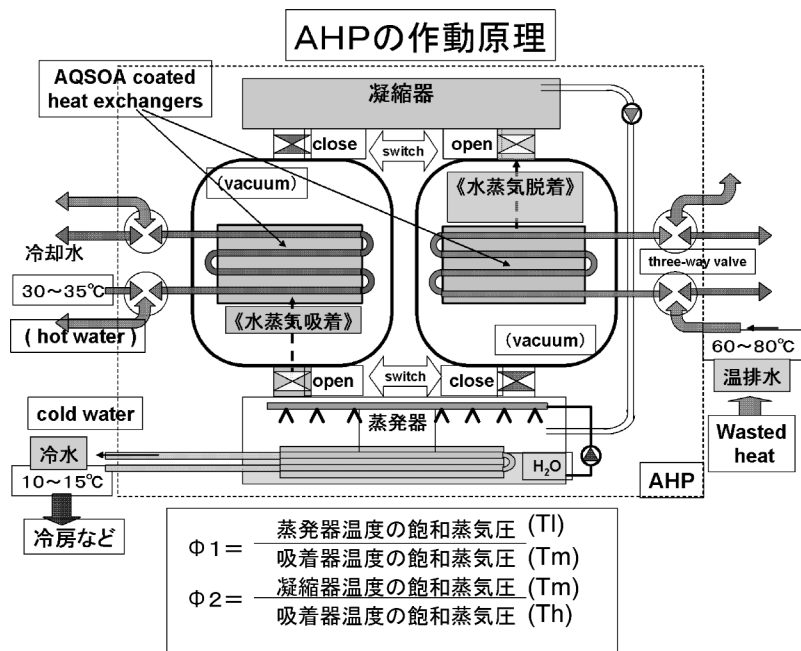 AHPの作動原理
AQSOA coated
heat exchangers
凝縮器
close
switch
open
(vacuum)
《水蒸気脱着》
冷却水
30~35℃
( hot water )
《水蒸気吸着》
three-way valve
(vacuum)
60~80℃
温排水
Wasted
heat
open
switch
close
cold water
冷水
10~15℃
冷房など
蒸発器
H₂O
AHP
Φ1= 蒸発器温度の飽和蒸気圧 (Tl)
吸着器温度の飽和蒸気圧 (Tm)
Φ2= 凝縮器温度の飽和蒸気圧 (Tm)
吸着器温度の飽和蒸気圧 (Th)